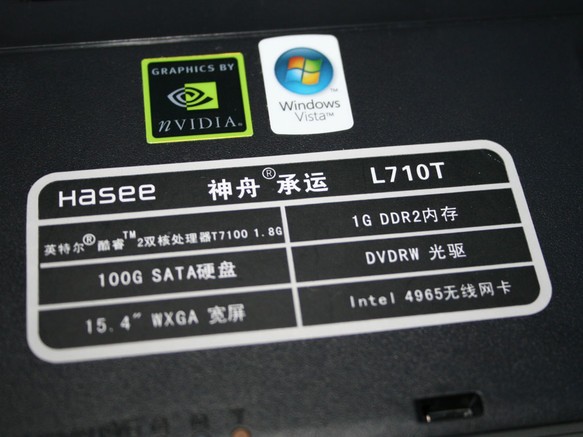 GRAPHICS BY
nVIDIA.
Windows
Vista™
Hasee 神舟®承运 L710T
英特尔®酷睿™2双核处理器T7100 1.8G
1G DDR2内存
100G SATA硬盘
DVDRW 光驱
15.4" WXGA 宽屏
Intel 4965无线网卡